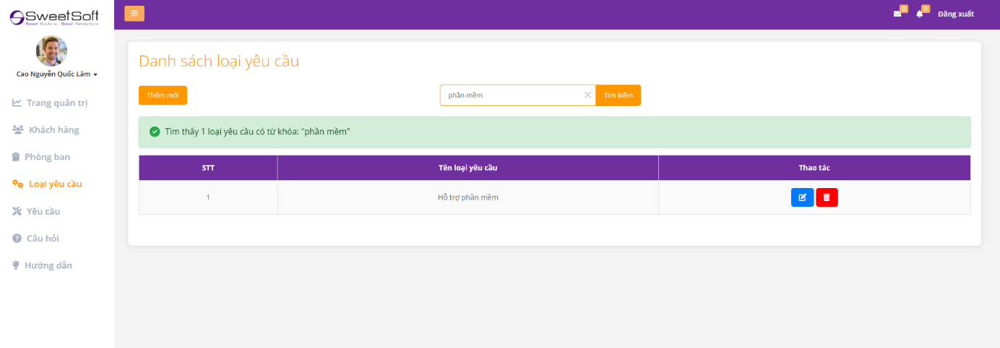 SweetSoft
Sweet Solutions - Sweet Satisfactions
Cao Nguyễn Quốc Lâm
Trang quản trị
Khách hàng
Phòng ban
Loại yêu cầu
Yêu cầu
Câu hỏi
Hướng dẫn
0 0 Đăng xuất
Danh sách loại yêu cầu
Thêm mới phần mềm Tìm kiếm
Tìm thấy 1 loại yêu cầu có từ khóa: "phần mềm"
STT Tên loại yêu cầu Thao tác
1 Hỗ trợ phần mềm